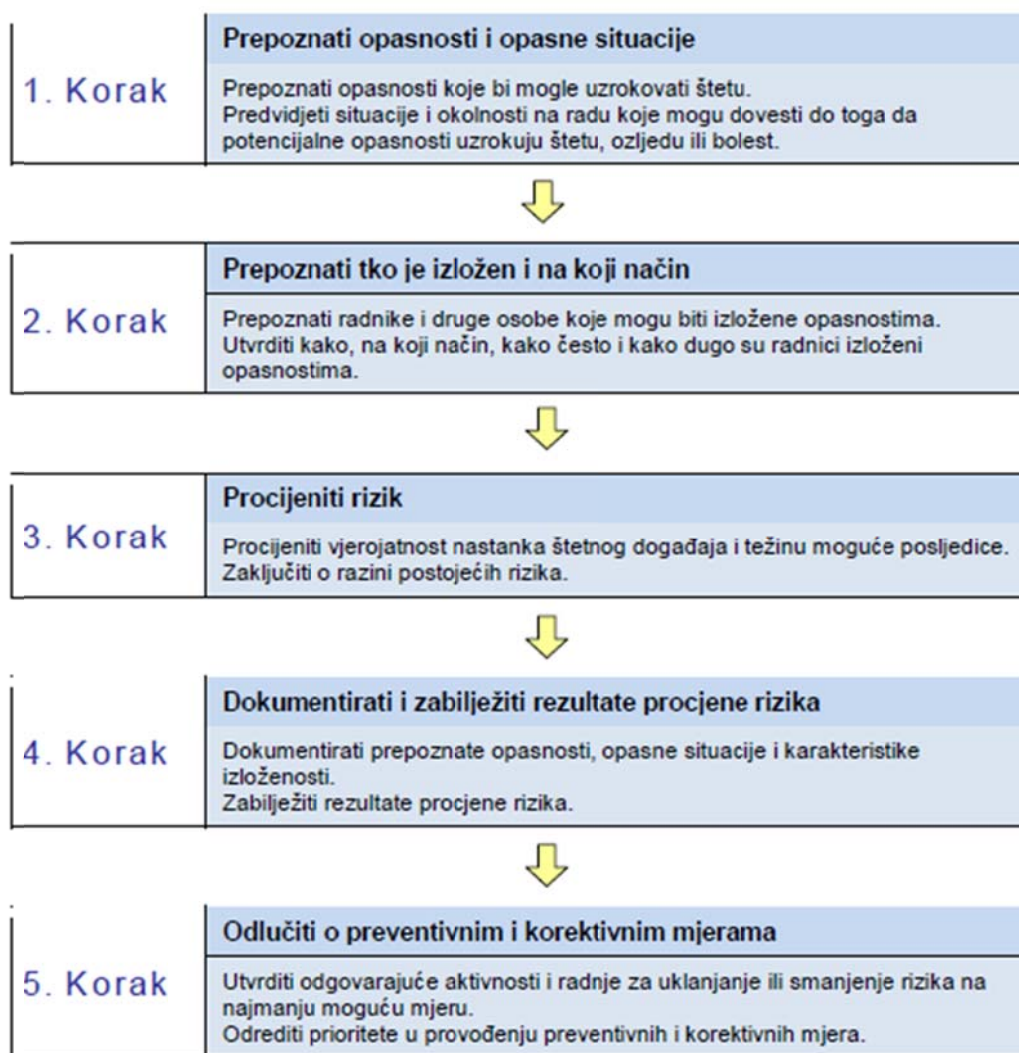 1. Korak
Prepoznati opasnosti i opasne situacije
Prepoznati opasnosti koje bi mogle uzrokovati štetu.
Predvidjeti situacije i okolnosti na radu koje mogu dovesti do toga da
potencijalne opasnosti uzrokuju štetu, ozljedu ili bolest.
2. Korak
Prepoznati tko je izložen i na koji način
Prepoznati radnike i druge osobe koje mogu biti izložene opasnostima.
Utvrditi kako, na koji način, kako često i kako dugo su radnici izloženi
opasnostima.
3. Korak
Procijeniti rizik
Procijeniti vjerojatnost nastanka štetnog događaja i težinu moguće posljedice.
Zaključiti o razini postojećih rizika.
4. Korak
Dokumentirati i zabilježiti rezultate procjene rizika
Dokumentirati prepoznate opasnosti, opasne situacije i karakteristike
izloženosti.
Zabilježiti rezultate procjene rizika.
5. Korak
Odlučiti o preventivnim i korektivnim mjerama
Utvrditi odgovarajuće aktivnosti i radnje za uklanjanje ili smanjenje rizika na
najmanju moguću mjeru.
Odrediti prioritete u provođenju preventivnih i korektivnih mjera.